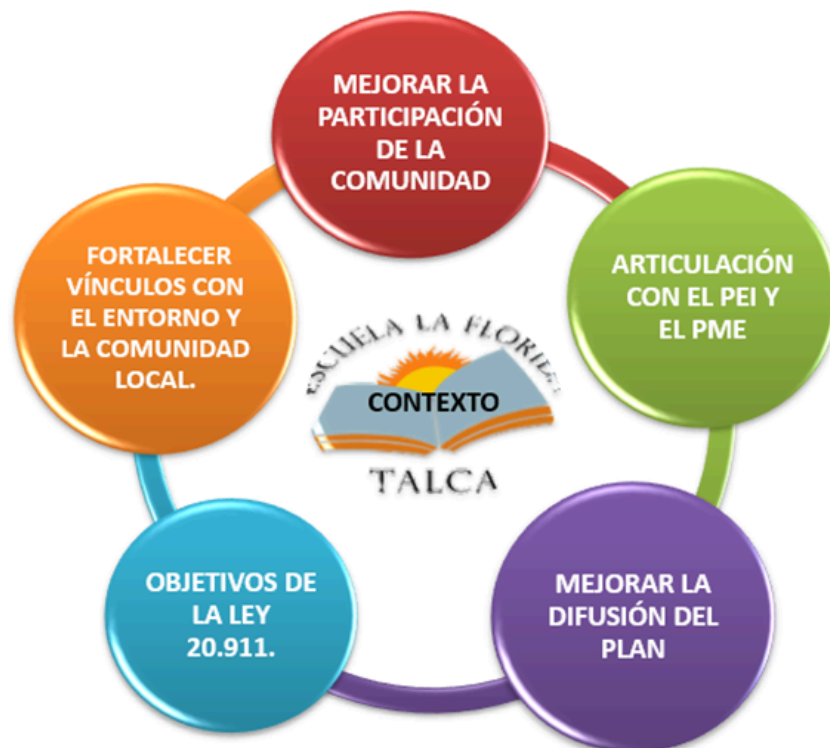 MEJORAR LA
PARTICIPACIÓN
DE LA
COMUNIDAD
ARTICULACIÓN
CON EL PEI Y
EL PME
MEJORAR LA
DIFUSIÓN DEL
PLAN
OBJETIVOS DE
LA LEY
20.911.
FORTALECER
VÍNCULOS CON
EL ENTORNO Y
LA COMUNIDAD
LOCAL.
ESCUELA LA
CONTEXTO
TALCA